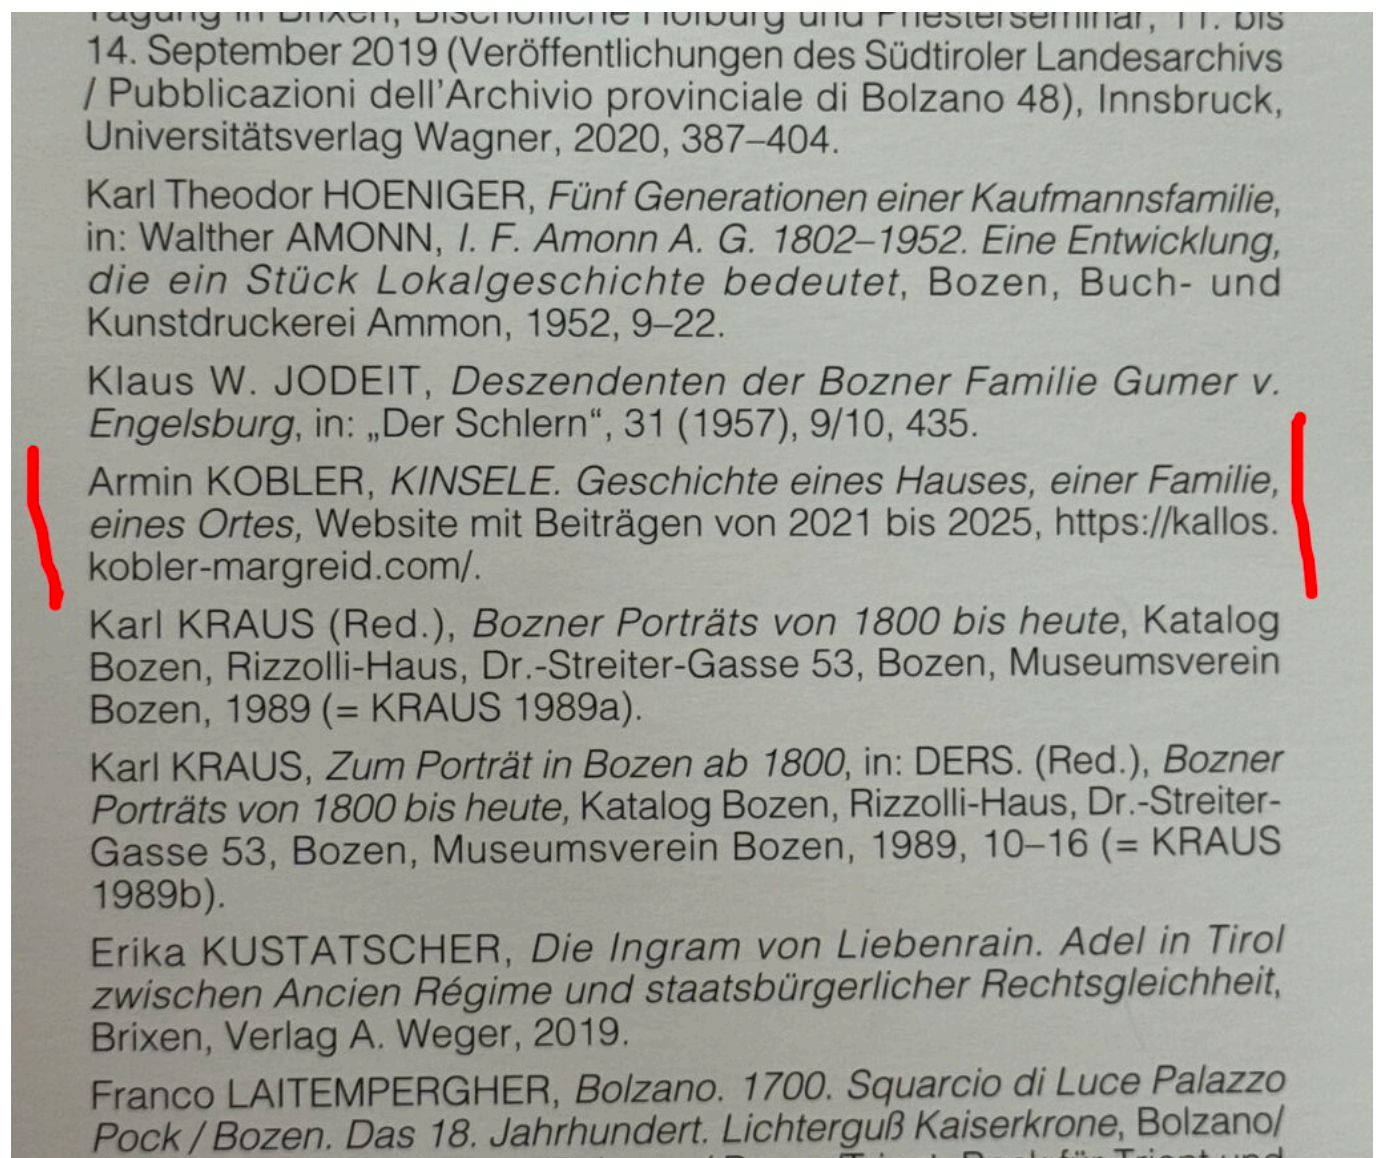 Tagung in Brixen, Bischöfliche Hofburg und Priesterseminar, 11. bis
14. September 2019 (Veröffentlichungen des Südtiroler Landesarchivs
/ Pubblicazioni dell'Archivio provinciale di Bolzano 48), Innsbruck,
Universitätsverlag Wagner, 2020, 387–404.
Karl Theodor HOENIGER, Fünf Generationen einer Kaufmannsfamilie,
in: Walther AMONN, I. F. Amonn A. G. 1802–1952. Eine Entwicklung,
die ein Stück Lokalgeschichte bedeutet, Bozen, Buch- und
Kunstdruckerei Ammon, 1952, 9–22.
Klaus W. JODEIT, Deszendenten der Bozner Familie Gumer v.
Engelsburg, in: „Der Schlern“, 31 (1957), 9/10, 435.
Armin KOBLER, KINSELE. Geschichte eines Hauses, einer Familie,
eines Ortes, Website mit Beiträgen von 2021 bis 2025, https://kallos.
kobler-margreid.com/.
Karl KRAUS (Red.), Bozner Porträts von 1800 bis heute, Katalog
Bozen, Rizzolli-Haus, Dr.-Streiter-Gasse 53, Bozen, Museumsverein
Bozen, 1989 (= KRAUS 1989a).
Karl KRAUS, Zum Porträt in Bozen ab 1800, in: DERS. (Red.), Bozner
Porträts von 1800 bis heute, Katalog Bozen, Rizzolli-Haus, Dr.-Streiter-
Gasse 53, Bozen, Museumsverein Bozen, 1989, 10–16 (= KRAUS
1989b).
Erika KUSTATSCHER, Die Ingram von Liebenrain. Adel in Tirol
zwischen Ancien Régime und staatsbürgerlicher Rechtsgleichheit,
Brixen, Verlag A. Weger, 2019.
Franco LAITEMPERGHER, Bolzano. 1700. Squarcio di Luce Palazzo
Pock / Bozen. Das 18. Jahrhundert. Lichterguß Kaiserkrone, Bolzano/